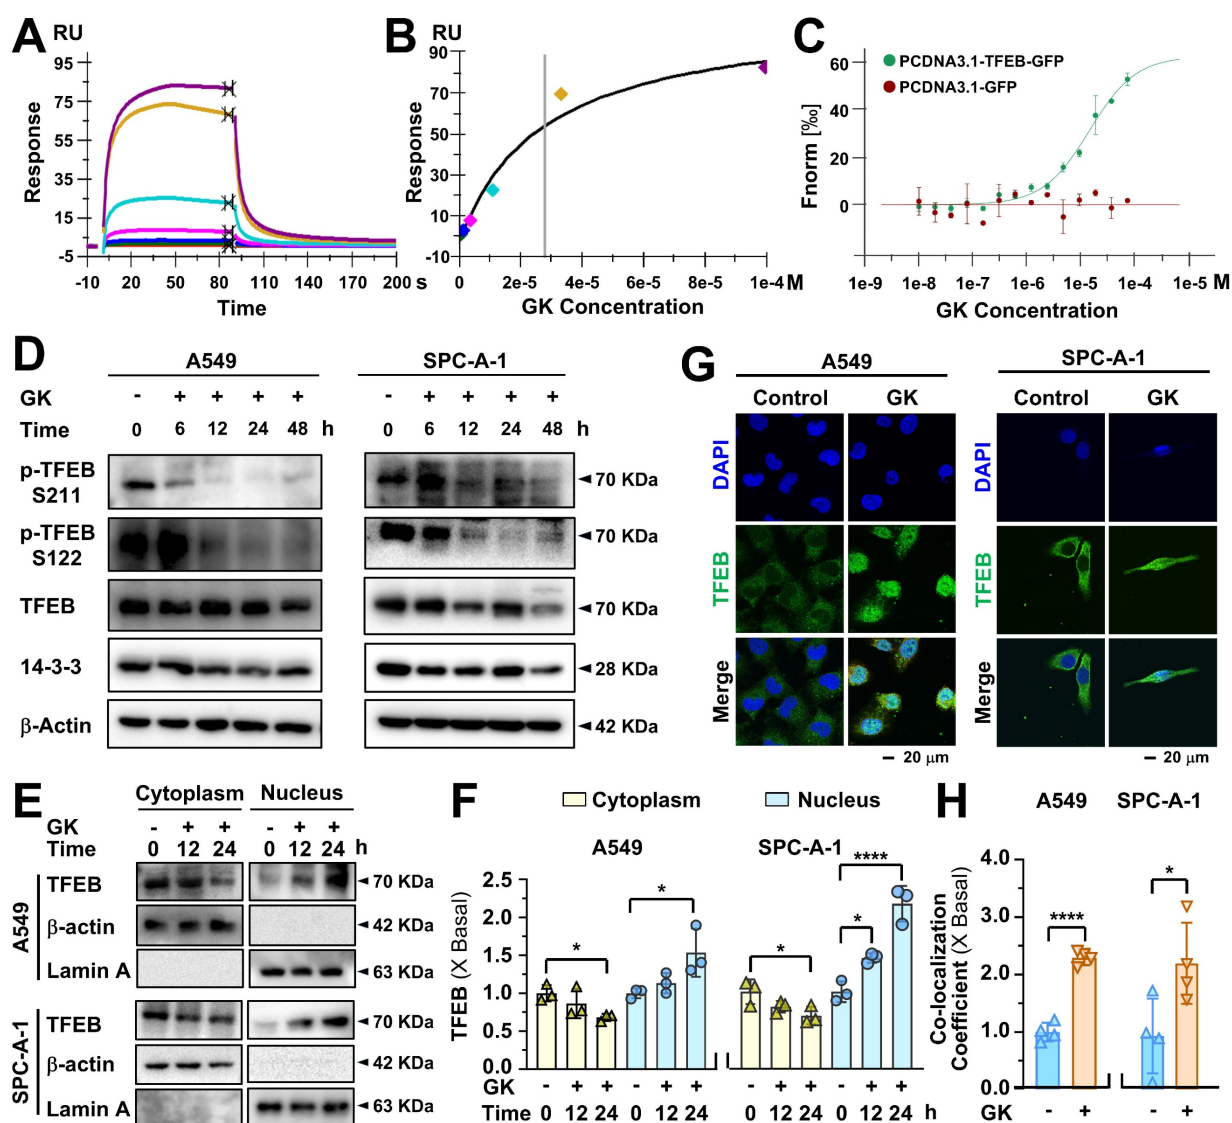 A
RU
Response
95
75
55
35
15
-5
-10 20 50 80 110 140 170 200 s
Time
B
RU
Response
90
70
50
30
10
-10
0 2e-5 4e-5 6e-5 8e-5 1e-4 M
GK Concentration
C
Fnorm [‰]
60
40
20
0
PCDNA3.1-TFEB-GFP
PCDNA3.1-GFP
1e-9 1e-8 1e-7 1e-6 1e-5 1e-4 1e-5 M
GK Concentration
D
A549 SPC-A-1
GK - + + + + - + + + +
Time 0 6 12 24 48 h 0 6 12 24 48 h
p-TFEB S211 70 KDa
p-TFEB S122 70 KDa
TFEB 70 KDa
14-3-3 28 KDa
β-Actin 42 KDa
G
A549 SPC-A-1
Control GK Control GK
DAPI DAPI
TFEB TFEB
Merge Merge
20 μm 20 μm
E
Cytoplasm Nucleus
GK - + + - + +
Time 0 12 24 0 12 24 h
A549
TFEB 70 KDa
β-actin 42 KDa
Lamin A 63 KDa
SPC-A-1
TFEB 70 KDa
β-actin 42 KDa
Lamin A 63 KDa
F
Cytoplasm Nucleus
A549 SPC-A-1
TFEB (X Basal)
2.5
2.0
1.5
1.0
0.5
0.0
* * * * ****
GK - + + - + + - + + - + +
Time 0 12 24 0 12 24 0 12 24 0 12 24 h
H
A549 SPC-A-1
Co-localization
Coefficient (X Basal)
4.0
3.0
2.0
1.0
0.0
**** *
GK - + - +